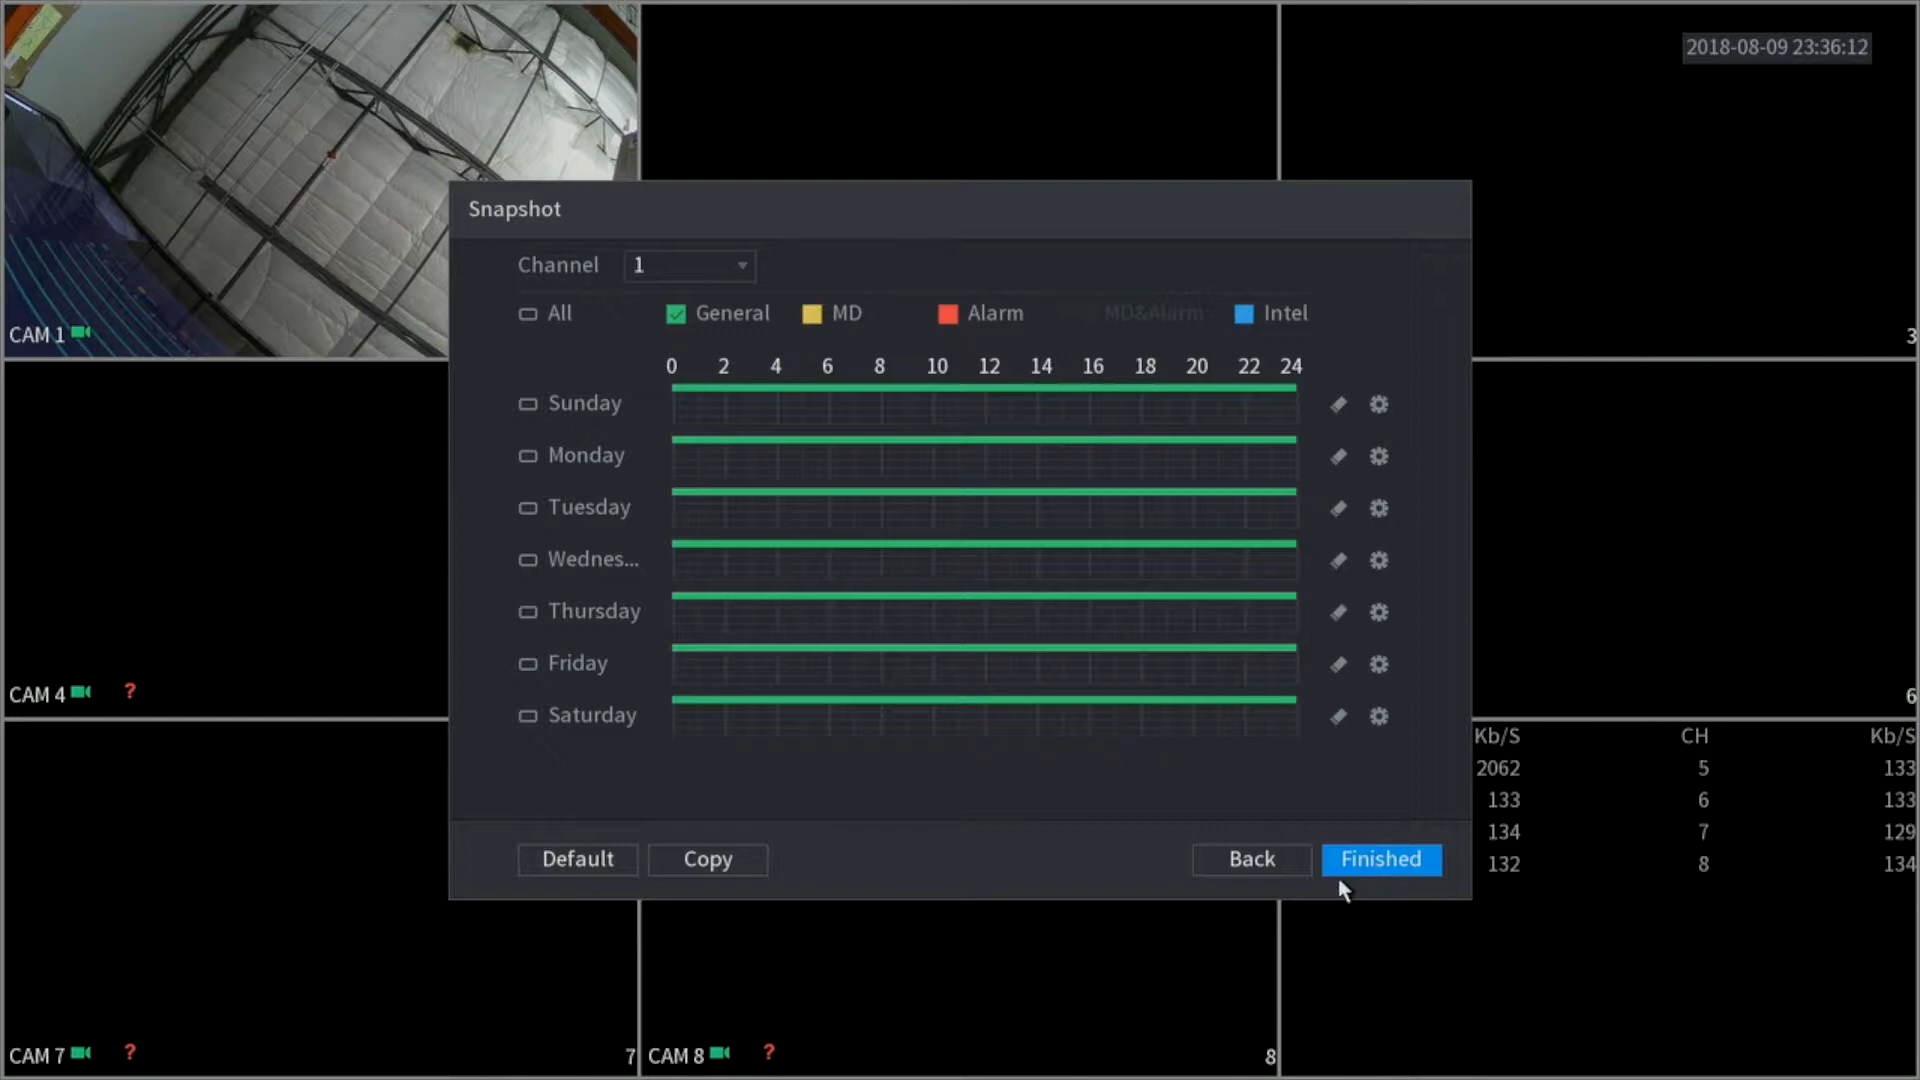 2018-08-09 23:36:12
Snapshot
Channel 1
All General MD Alarm MD&Alarm Intel
0 2 4 6 8 10 12 14 16 18 20 22 24
Sunday
Monday
Tuesday
Wednes...
Thursday
Friday
Saturday
Default Copy Back Finished
CAM 1
3
CAM 4 ?
6
Kb/S CH Kb/S
2062 5 133
133 6 133
134 7 129
132 8 134
CAM 7 ? 7
CAM 8 ? 8